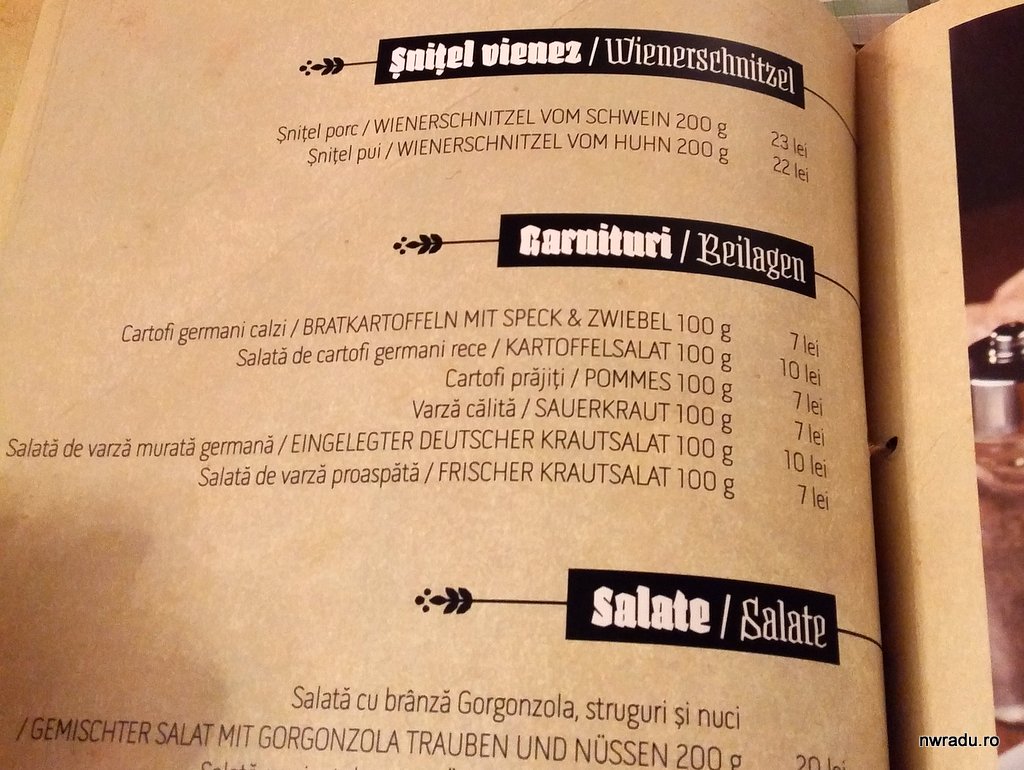 Șnițel vienez / Wienerschnitzel
Șnițel porc / WIENERSCHNITZEL VOM SCHWEIN 200 g 23 lei
Șnițel pui / WIENERSCHNITZEL VOM HUHN 200 g 22 lei
Garnituri / Beilagen
Cartofi germani calzi / BRATKARTOFFELN MIT SPECK & ZWIEBEL 100 g 7 lei
Salată de cartofi germani rece / KARTOFFELSALAT 100 g 10 lei
Cartofi prăjiți / POMMES 100 g 7 lei
Varză călită / SAUERKRAUT 100 g 7 lei
Salată de varză murată germană / EINGELEGTER DEUTSCHER KRAUTSALAT 100 g 10 lei
Salată de varză proaspătă / FRISCHER KRAUTSALAT 100 g 7 lei
Salate / Salate
Salată cu brânză Gorgonzola, struguri și nuci
/ GEMISCHTER SALAT MIT GORGONZOLA TRAUBEN UND NÜSSEN 200 g 20 lei
nwradu.ro